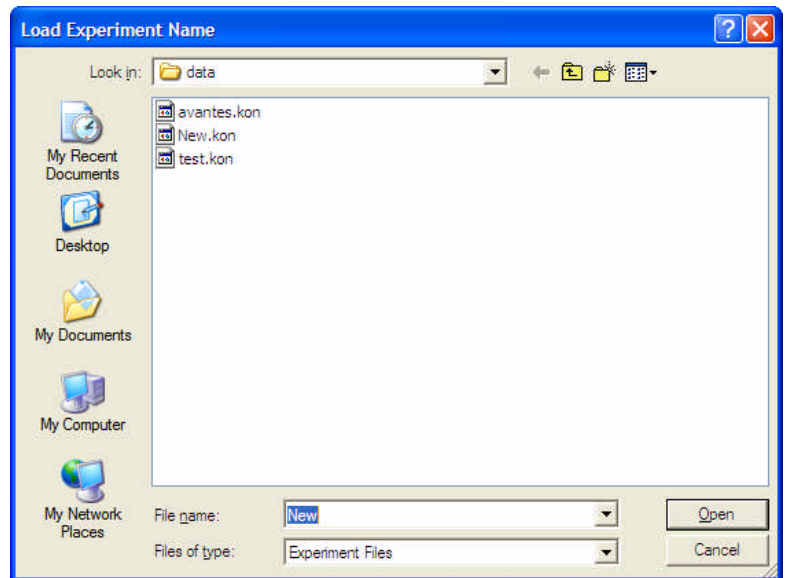 Load Experiment Name
Look in: data
avantes.kon
New.kon
test.kon
My Recent
Documents
Desktop
My Documents
My Computer
My Network
Places
File name: New Open
Files of type: Experiment Files Cancel